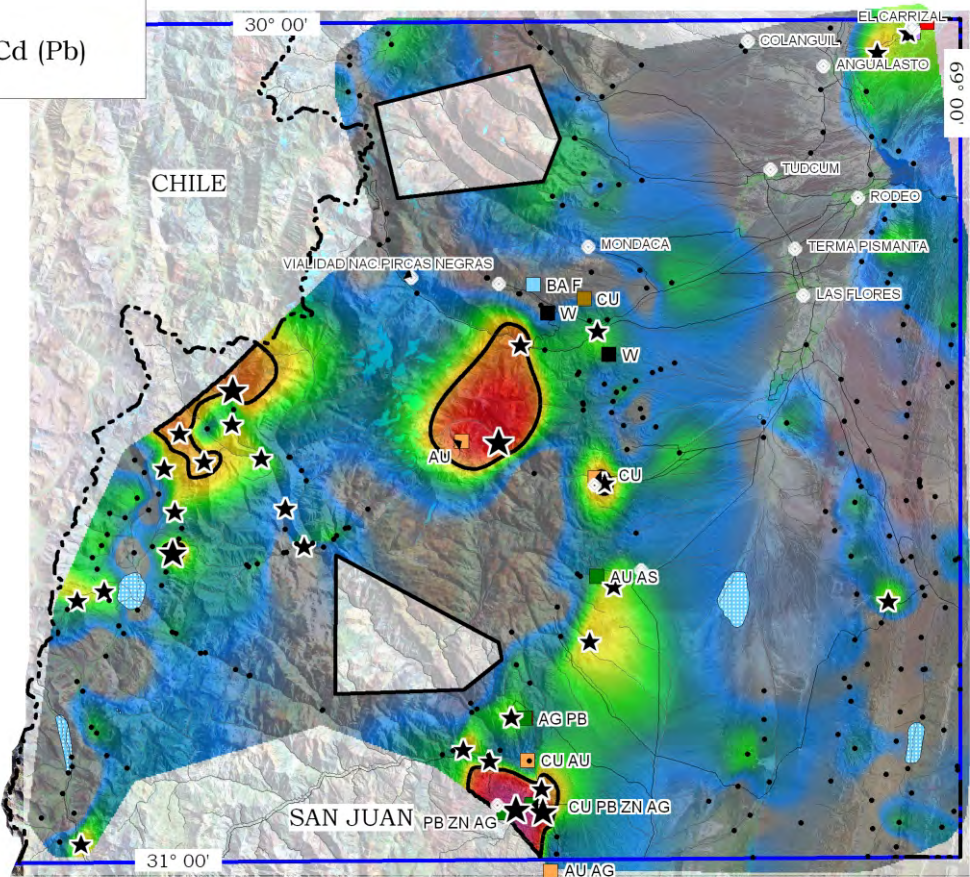 30° 00'
EL CARRIZAL
Cd (Pb)
COLANGUIL
ANGUALASTO
69° 00'
CHILE
TUDCUM
RODEO
MONDACA
TERMA PISMANTA
VIALIDAD NAC.PIRCAS NEGRAS
BA F
CU
LAS FLORES
W
W
AU
CU
AU AS
AG PB
CU AU
SAN JUAN
PB ZN AG
CU PB ZN AG
31° 00'
AU AG